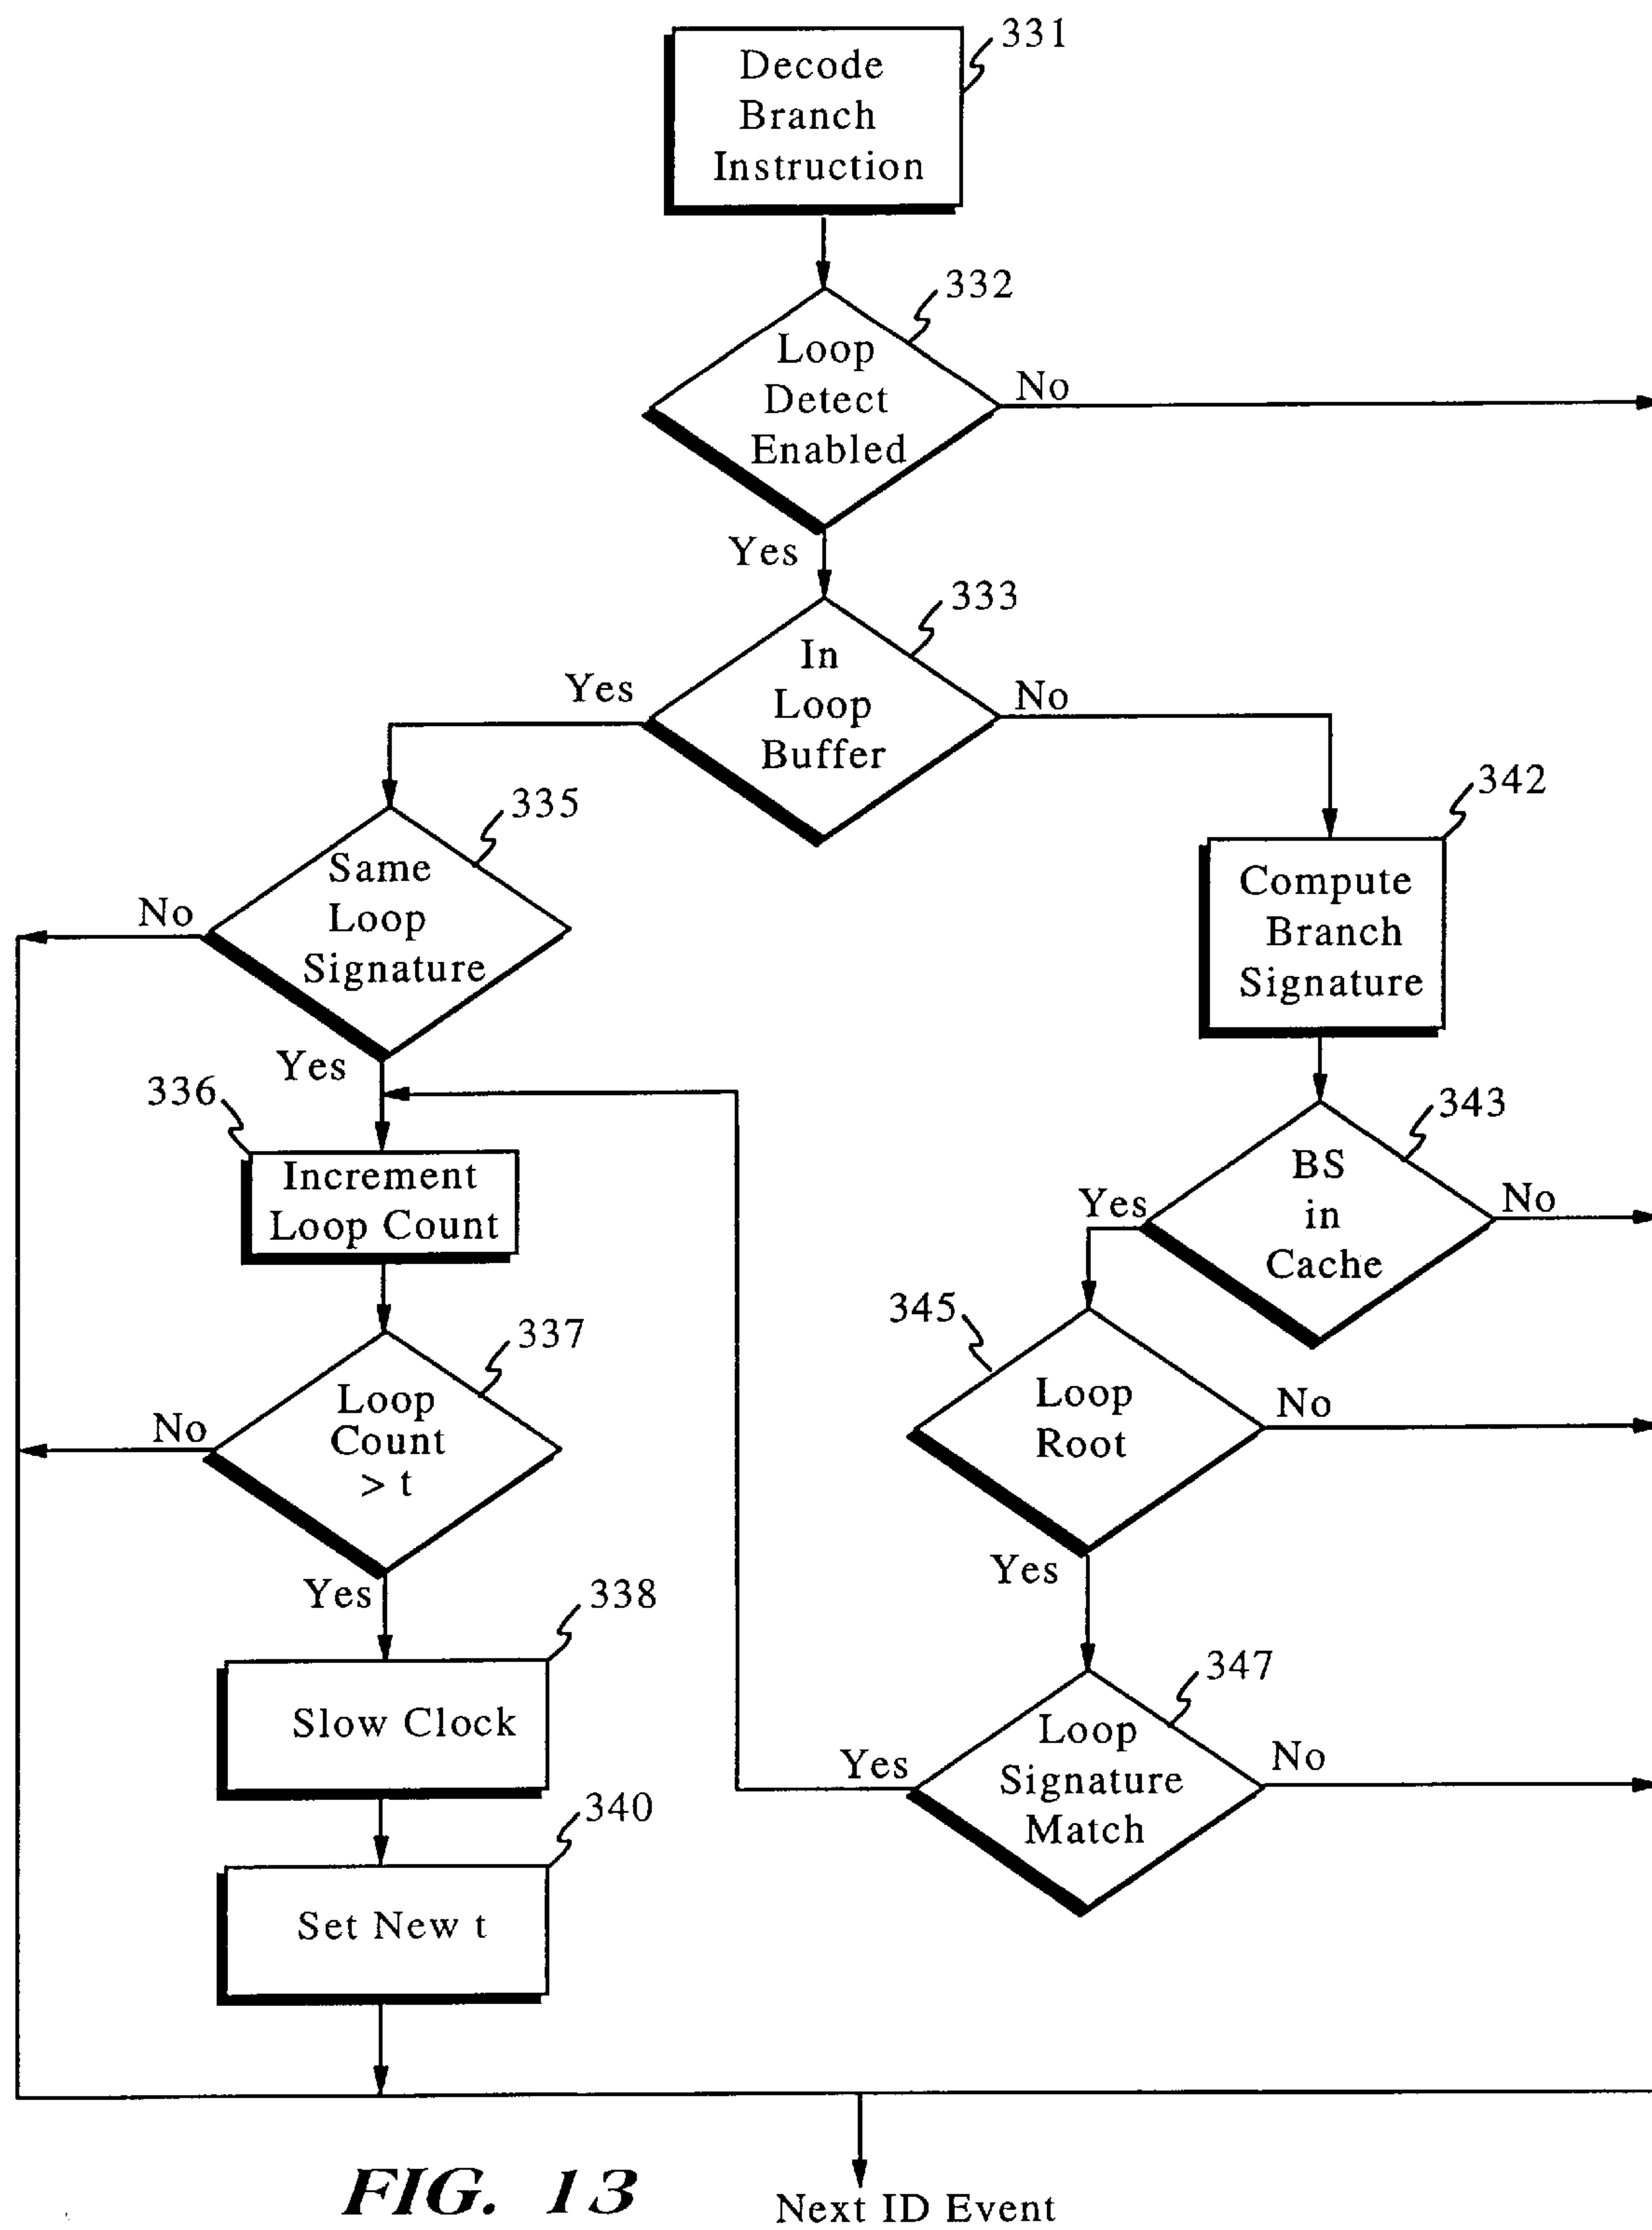 331
Decode
Branch
Instruction
332
Loop
Detect
Enabled
No
Yes
333
In
Loop
Buffer
Yes
No
335
Same
Loop
Signature
No
Yes
342
Compute
Branch
Signature
336
Increment
Loop Count
343
BS
in
Cache
Yes
No
337
Loop
Count
> t
No
Yes
345
Loop
Root
No
Yes
338
Slow Clock
347
Loop
Signature
Match
Yes
No
340
Set New t
FIG. 13
Next ID Event